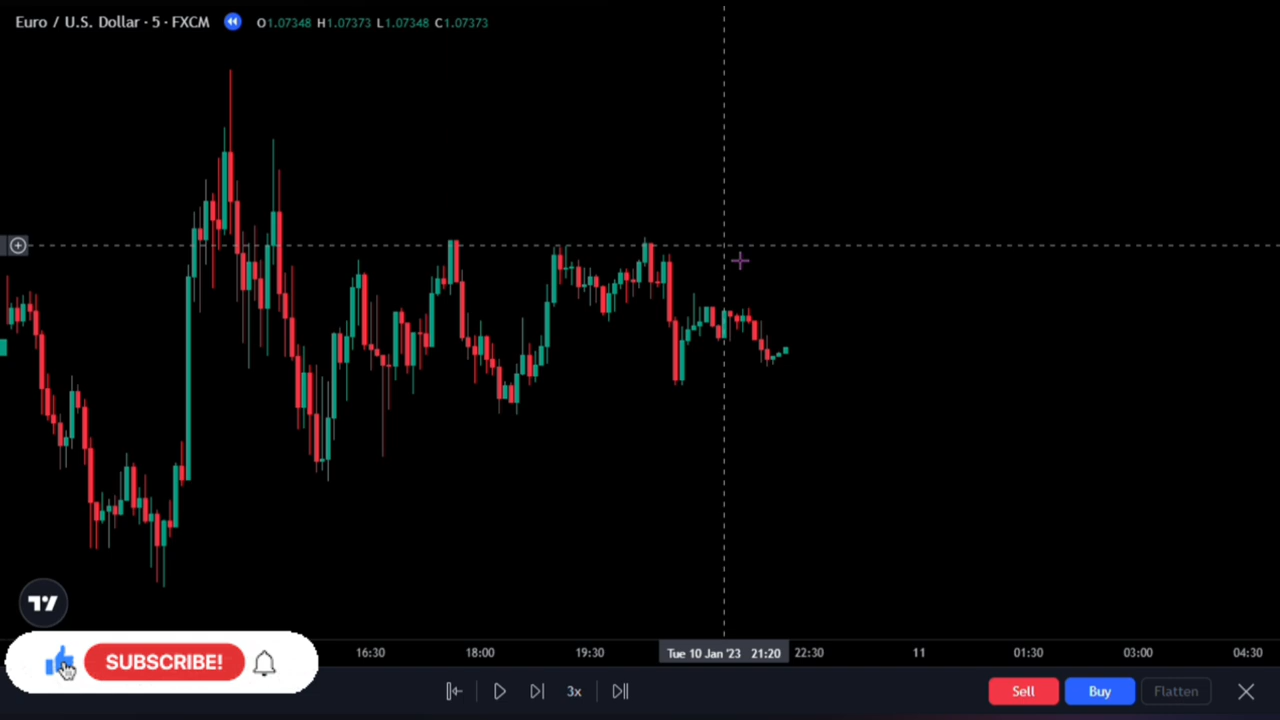 Euro / U.S. Dollar · 5 · FXCM O1.07348 H1.07373 L1.07348 C1.07373
16:30 18:00 19:30 Tue 10 Jan '23 21:20 22:30 11 01:30 03:00 04:30
SUBSCRIBE!
3x Sell Buy Flatten